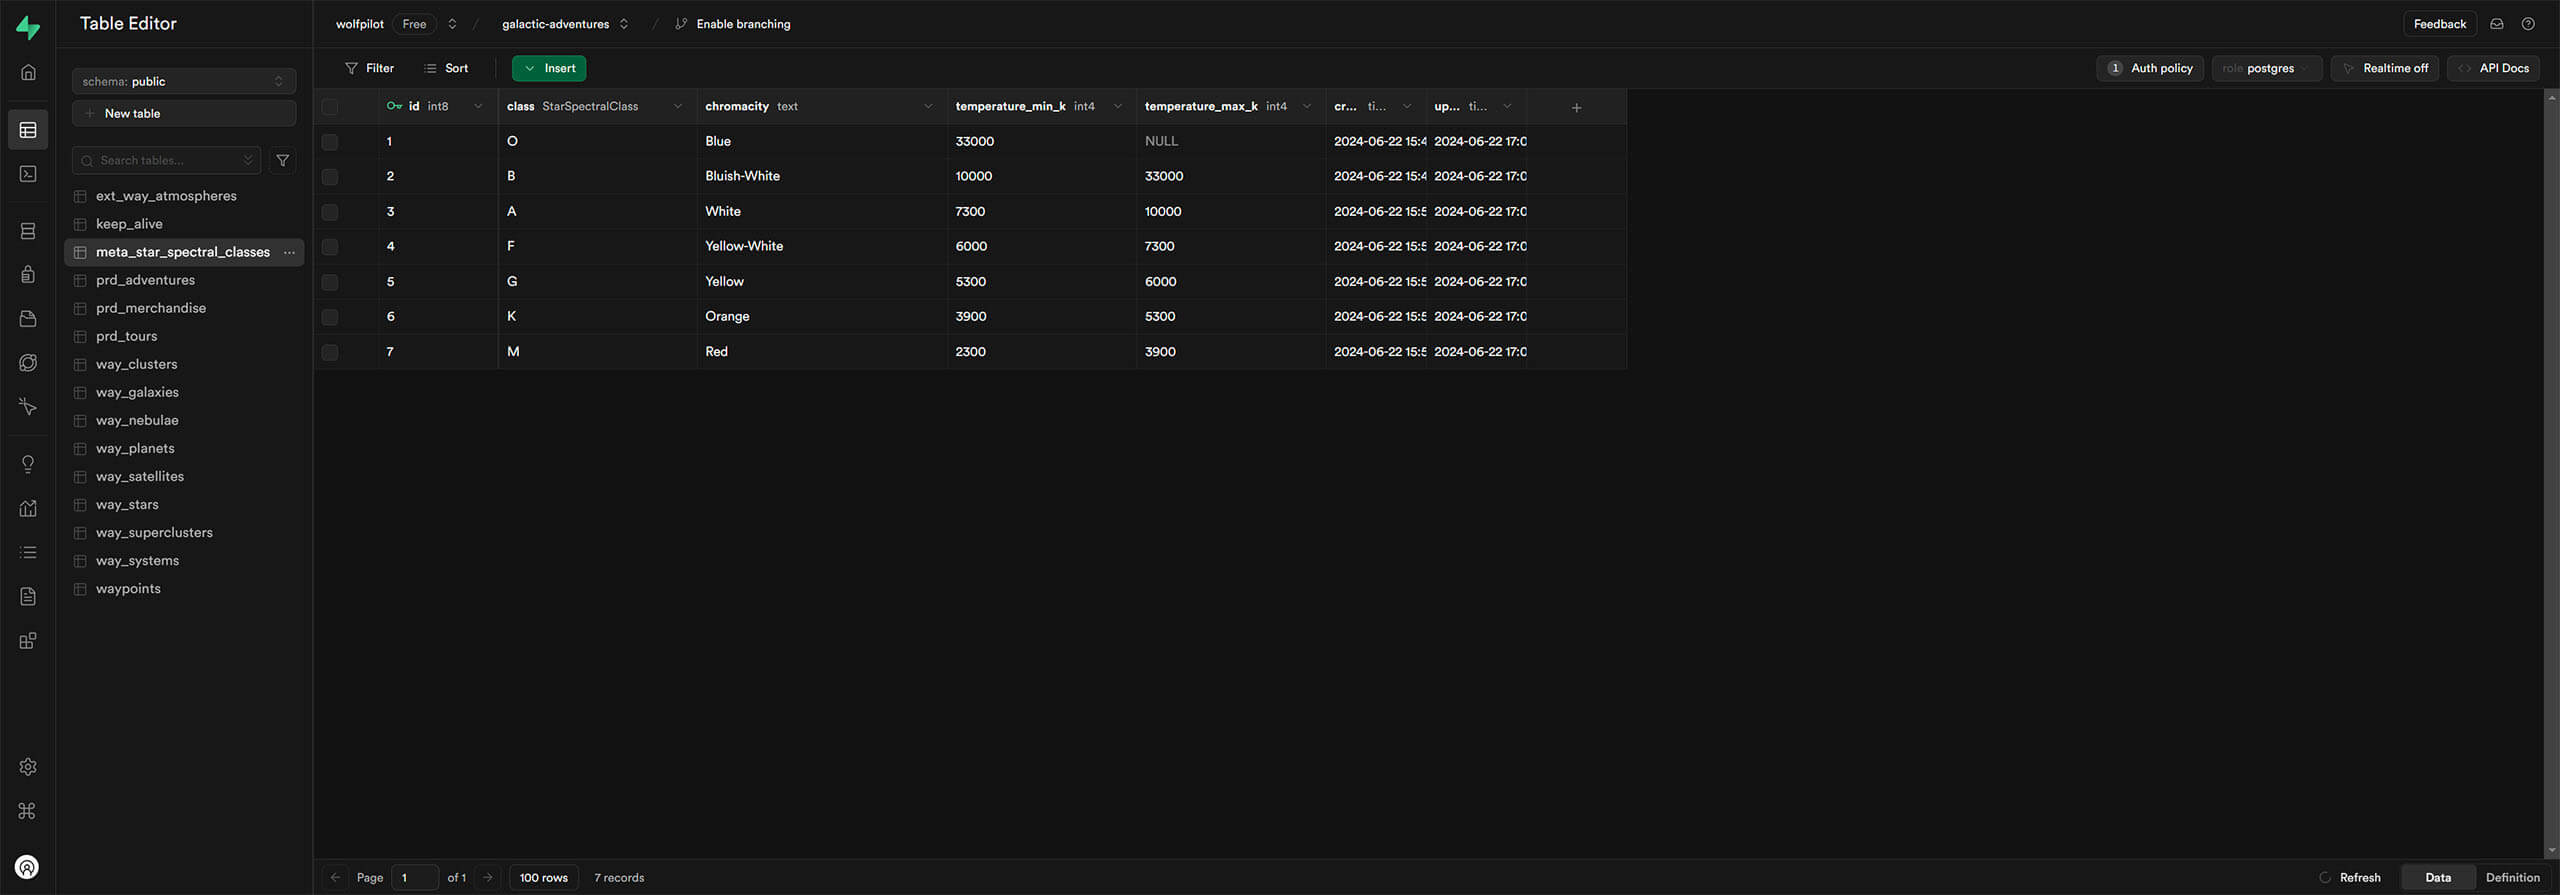 Table Editor
wolfpilot Free / galactic-adventures / Enable branching
Feedback
schema: public
New table
Search tables...
ext_way_atmospheres
keep_alive
meta_star_spectral_classes ...
prd_adventures
prd_merchandise
prd_tours
way_clusters
way_galaxies
way_nebulae
way_planets
way_satellites
way_stars
way_superclusters
way_systems
waypoints
Filter Sort Insert
1 Auth policy role postgres Realtime off <> API Docs
id int8 class StarSpectralClass chromacity text temperature_min_k int4 temperature_max_k int4 cr... ti... up... ti... +
1 O Blue 33000 NULL 2024-06-22 15:4 2024-06-22 17:0
2 B Bluish-White 10000 33000 2024-06-22 15:4 2024-06-22 17:0
3 A White 7300 10000 2024-06-22 15:5 2024-06-22 17:0
4 F Yellow-White 6000 7300 2024-06-22 15:5 2024-06-22 17:0
5 G Yellow 5300 6000 2024-06-22 15:5 2024-06-22 17:0
6 K Orange 3900 5300 2024-06-22 15:5 2024-06-22 17:0
7 M Red 2300 3900 2024-06-22 15:5 2024-06-22 17:0
Page 1 of 1 100 rows 7 records
Refresh Data Definition